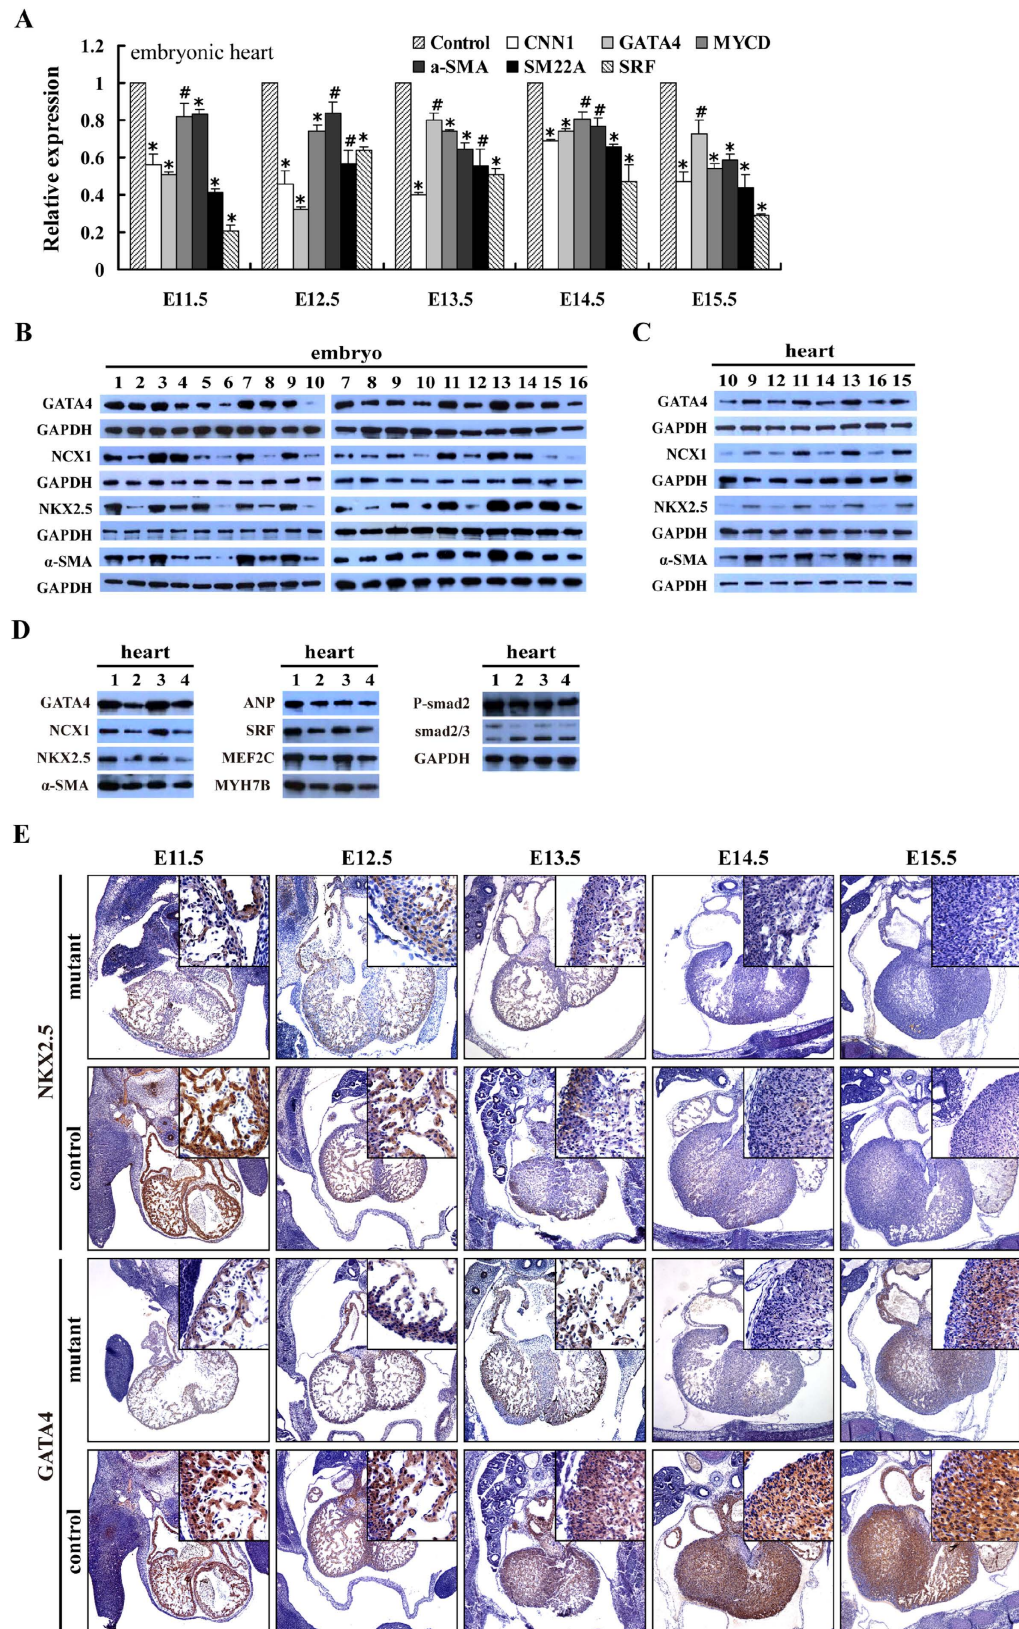 A
embryonic heart
Control CNN1 GATA4 MYCD
a-SMA SM22A SRF
Relative expression
1.2
1
0.8
0.6
0.4
0.2
0
* * # * * *
* * * # # *
* # * * # *
* * # # * *
* # * * * *
E11.5 E12.5 E13.5 E14.5 E15.5
B
embryo
1 2 3 4 5 6 7 8 9 10 7 8 9 10 11 12 13 14 15 16
GATA4
GAPDH
NCX1
GAPDH
NKX2.5
GAPDH
α-SMA
GAPDH
C
heart
10 9 12 11 14 13 16 15
GATA4
GAPDH
NCX1
GAPDH
NKX2.5
GAPDH
α-SMA
GAPDH
D
heart
1 2 3 4
GATA4
NCX1
NKX2.5
α-SMA
heart
1 2 3 4
ANP
SRF
MEF2C
MYH7B
heart
1 2 3 4
P-smad2
smad2/3
GAPDH
E
E11.5 E12.5 E13.5 E14.5 E15.5
NKX2.5
mutant
control
GATA4
mutant
control